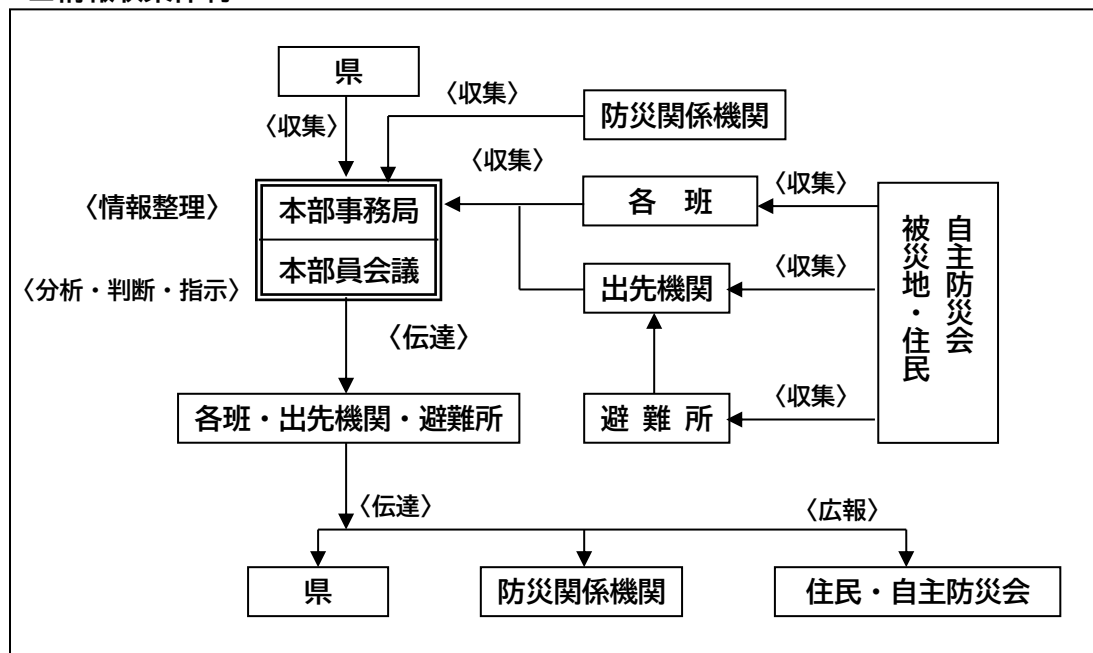 県
〈収集〉
防災関係機関
〈収集〉
〈収集〉
〈情報整理〉
本部事務局
各　班
〈収集〉
自主防災会
被災地・住民
〈分析・判断・指示〉
本部員会議
出先機関
〈収集〉
〈伝達〉
各班・出先機関・避難所
避 難 所
〈収集〉
〈伝達〉
〈広報〉
県
防災関係機関
住民・自主防災会